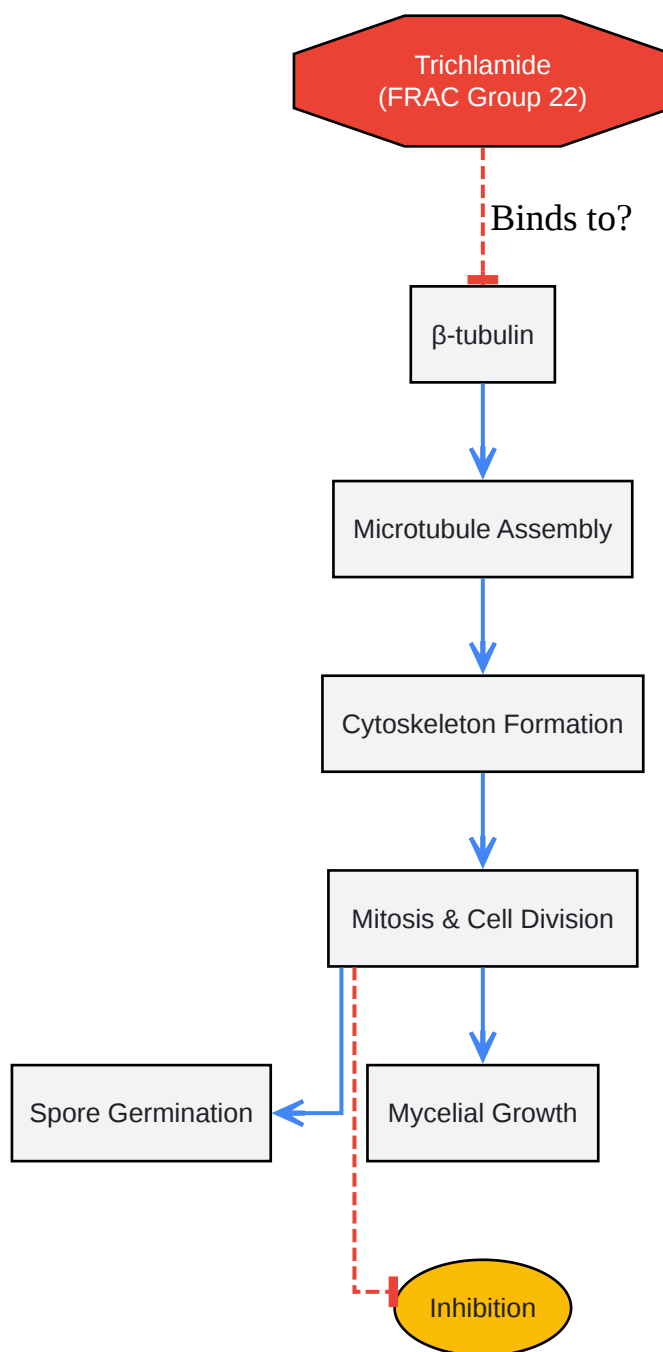 Trichlamide
(FRAC Group 22)
Binds to?
β-tubulin
Microtubule Assembly
Cytoskeleton Formation
Mitosis & Cell Division
Spore Germination
Mycelial Growth
Inhibition